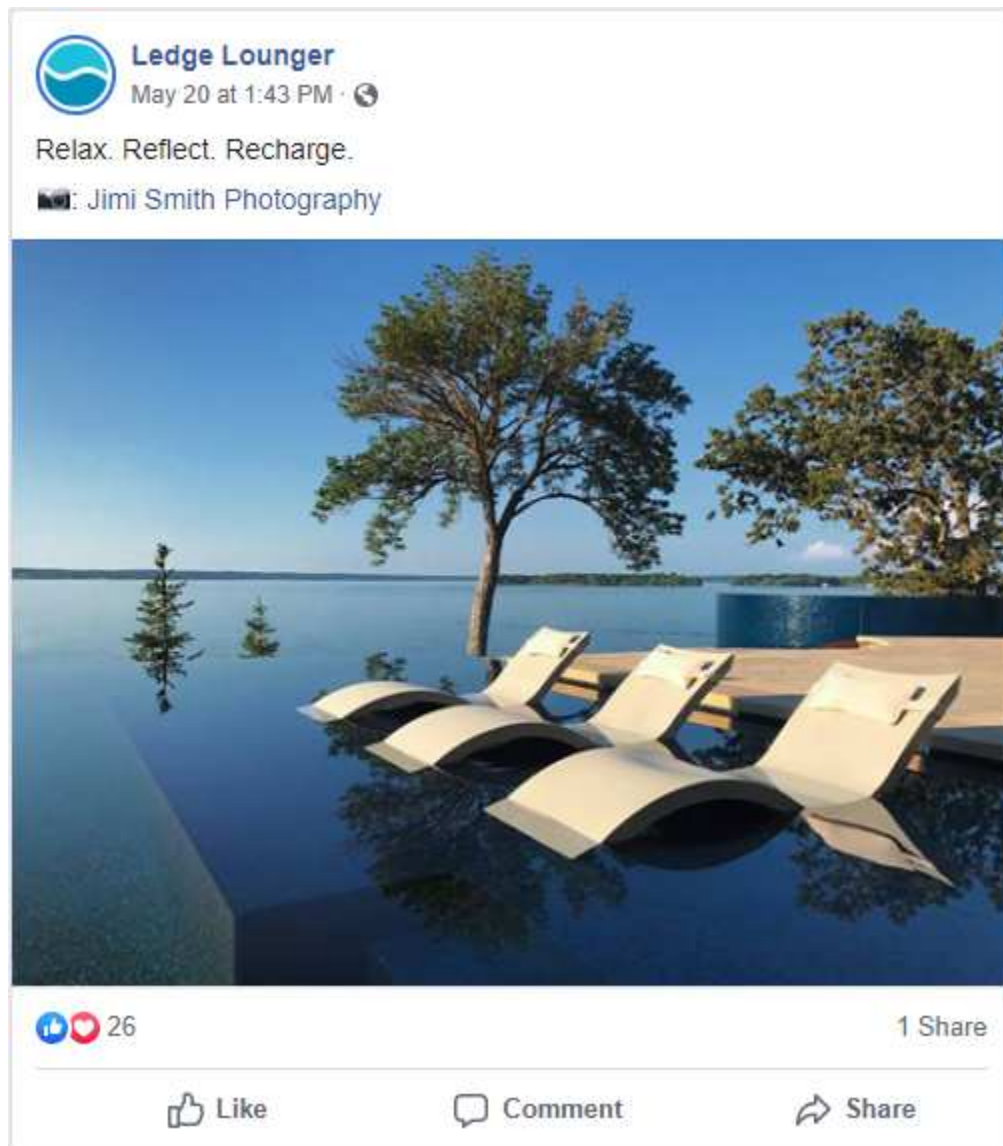 Ledge Lounger
May 20 at 1:43 PM ·
Relax. Reflect. Recharge.
: Jimi Smith Photography
26
1 Share
Like
Comment
Share